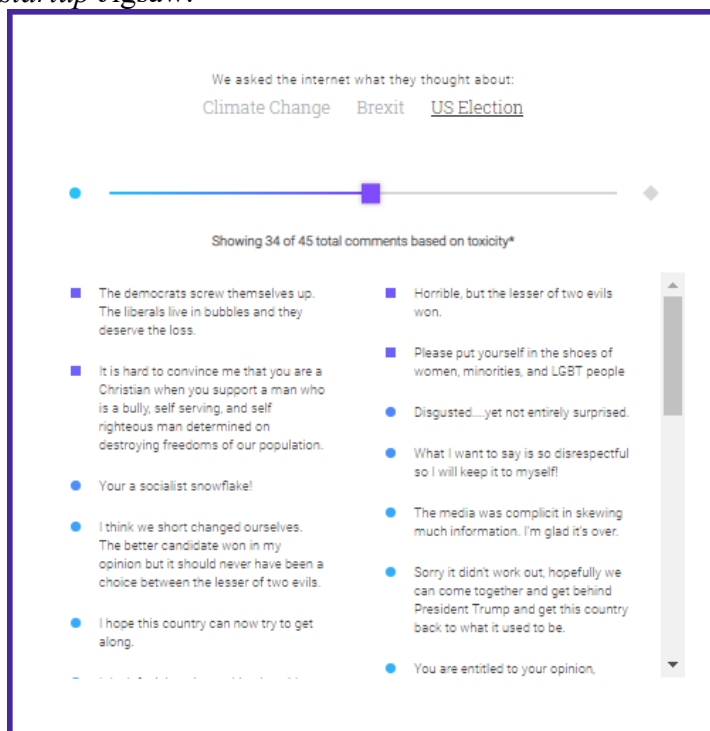 startup Jigsaw.
We asked the internet what they thought about:
Climate Change Brexit US Election
Showing 34 of 45 total comments based on toxicity*
The democrats screw themselves up.
The liberals live in bubbles and they
deserve the loss.
It is hard to convince me that you are a
Christian when you support a man who
is a bully, self serving, and self
righteous man determined on
destroying freedoms of our population.
Your a socialist snowflake!
I think we short changed ourselves.
The better candidate won in my
opinion but it should never have been a
choice between the lesser of two evils.
I hope this country can now try to get
along.
Horrible, but the lesser of two evils
won.
Please put yourself in the shoes of
women, minorities, and LGBT people
Disgusted....yet not entirely surprised.
What I want to say is so disrespectful
so I will keep it to myself!
The media was complicit in skewing
much information. I'm glad it's over.
Sorry it didn't work out, hopefully we
can come together and get behind
President Trump and get this country
back to what it used to be.
You are entitled to your opinion,